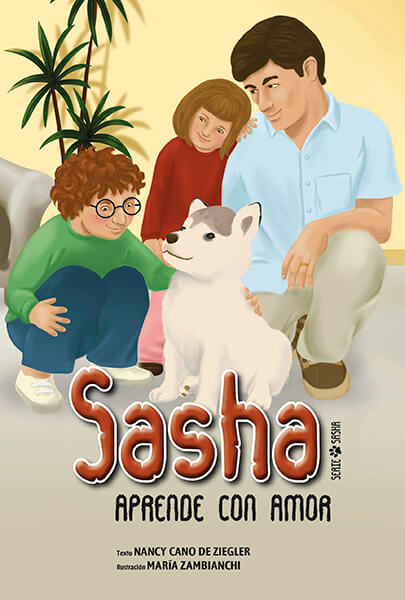 Sasha
SERIE SASHA
APRENDE CON AMOR
Texto NANCY CANO DE ZIEGLER
Ilustración MARÍA ZAMBIANCHI